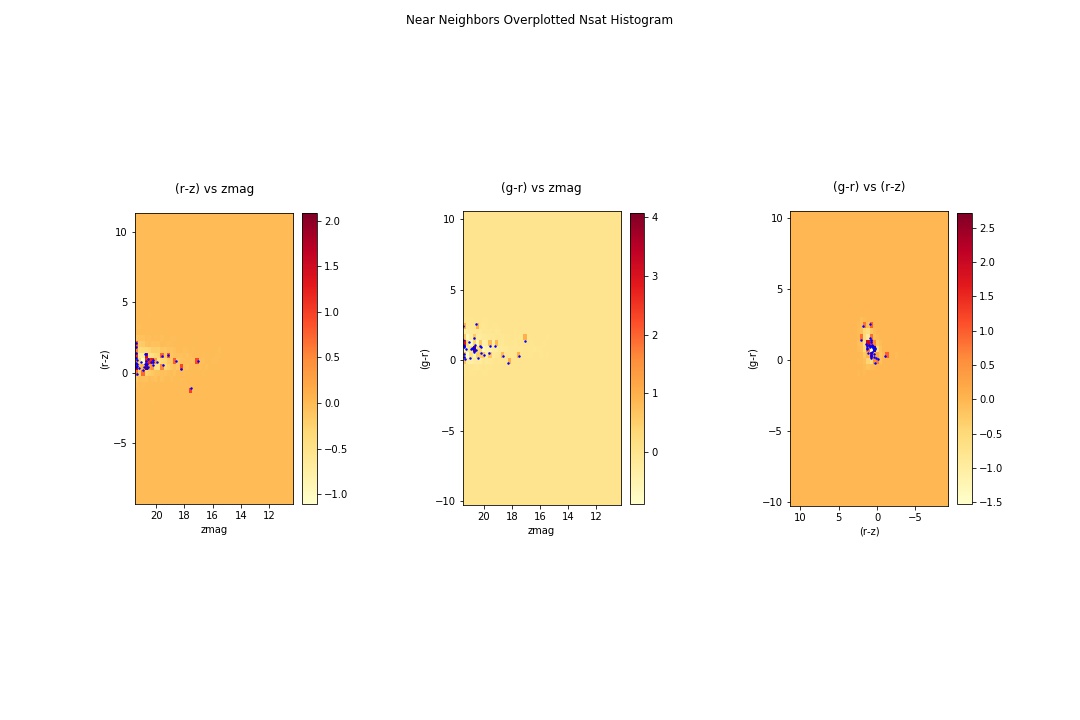 Near Neighbors Overplotted Nsat Histogram
(r-z) vs zmag
10
5
0
−5
(r-z)
20 18 16 14 12
zmag
2.0
1.5
1.0
0.5
0.0
−0.5
−1.0
(g-r) vs zmag
10
5
0
−5
−10
(g-r)
20 18 16 14 12
zmag
4
3
2
1
0
(g-r) vs (r-z)
10
5
0
−5
−10
(g-r)
10 5 0 −5
(r-z)
2.5
2.0
1.5
1.0
0.5
0.0
−0.5
−1.0
−1.5